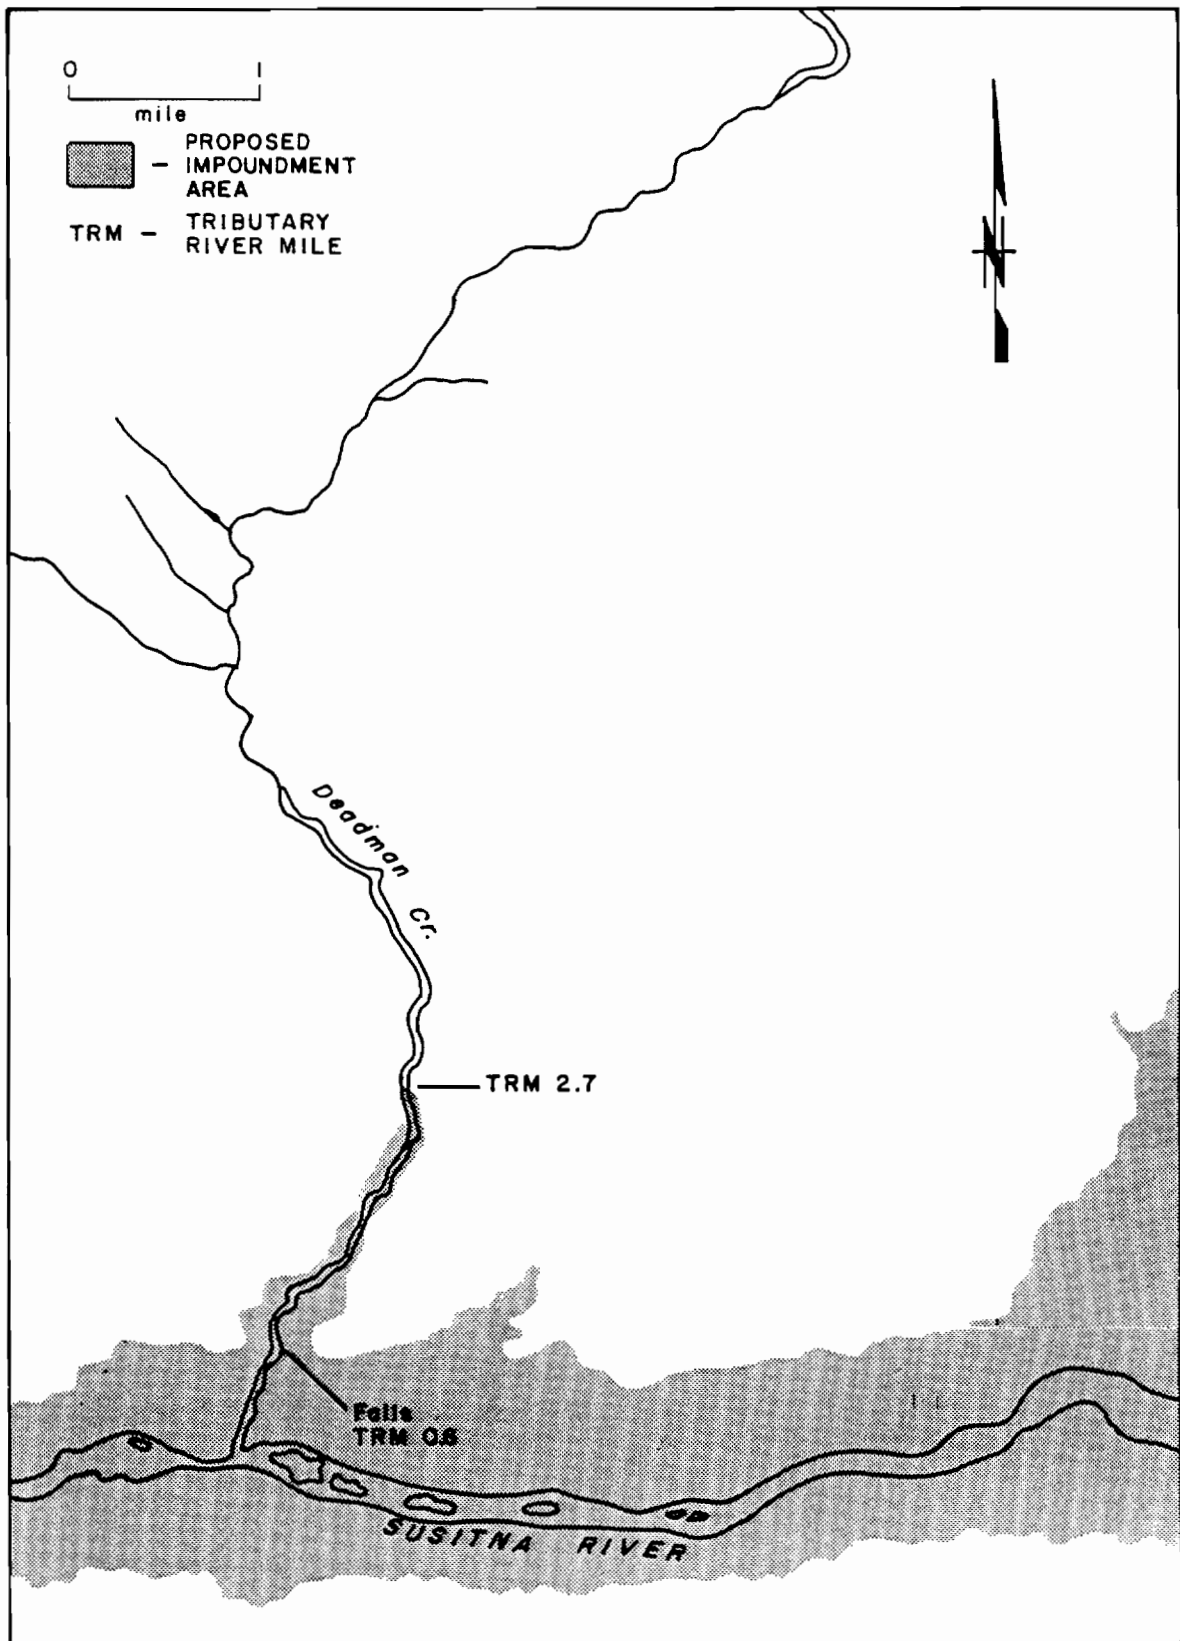 0 1
mile
– PROPOSED
IMPOUNDMENT
AREA
TRM – TRIBUTARY
RIVER MILE
N
Deadman Cr.
TRM 2.7
Falls
TRM 0.6
SUSITNA RIVER